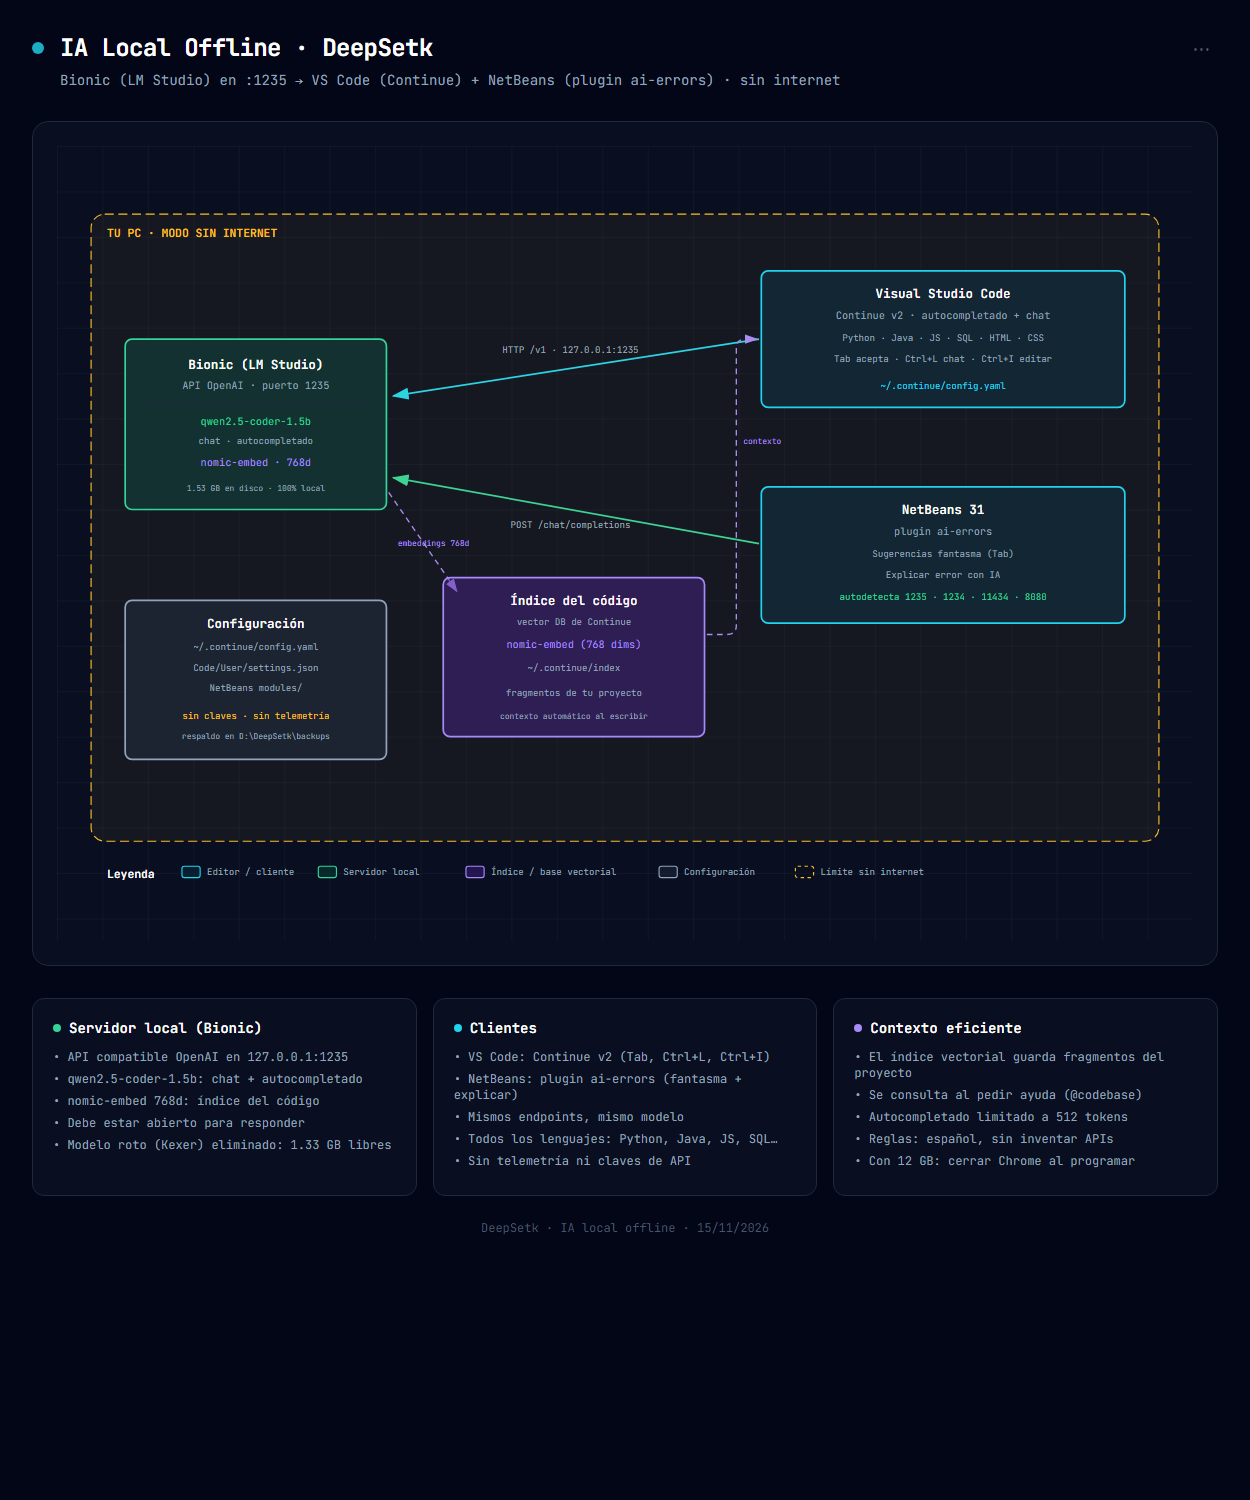 IA Local Offline · DeepSetk
...
Bionic (LM Studio) en :1235 → VS Code (Continue) + NetBeans (plugin ai-errors) · sin internet
TU PC · MODO SIN INTERNET
Bionic (LM Studio)
API OpenAI · puerto 1235
qwen2.5-coder-1.5b
chat · autocompletado
nomic-embed · 768d
1.53 GB en disco · 100% local
HTTP /v1 · 127.0.0.1:1235
Visual Studio Code
Continue v2 · autocompletado + chat
Python · Java · JS · SQL · HTML · CSS
Tab acepta · Ctrl+L chat · Ctrl+I editar
~/.continue/config.yaml
contexto
POST /chat/completions
embeddings 768d
NetBeans 31
plugin ai-errors
Sugerencias fantasma (Tab)
Explicar error con IA
autodetecta 1235 · 1234 · 11434 · 8080
Configuración
~/.continue/config.yaml
Code/User/settings.json
NetBeans modules/
sin claves · sin telemetría
respaldo en D:\DeepSetk\backups
Índice del código
vector DB de Continue
nomic-embed (768 dims)
~/.continue/index
fragmentos de tu proyecto
contexto automático al escribir
Leyenda
Editor / cliente
Servidor local
Índice / base vectorial
Configuración
Límite sin internet
Servidor local (Bionic)
• API compatible OpenAI en 127.0.0.1:1235
• qwen2.5-coder-1.5b: chat + autocompletado
• nomic-embed 768d: índice del código
• Debe estar abierto para responder
• Modelo roto (Kexer) eliminado: 1.33 GB libres
Clientes
• VS Code: Continue v2 (Tab, Ctrl+L, Ctrl+I)
• NetBeans: plugin ai-errors (fantasma +
explicar)
• Mismos endpoints, mismo modelo
• Todos los lenguajes: Python, Java, JS, SQL…
• Sin telemetría ni claves de API
Contexto eficiente
• El índice vectorial guarda fragmentos del
proyecto
• Se consulta al pedir ayuda (@codebase)
• Autocompletado limitado a 512 tokens
• Reglas: español, sin inventar APIs
• Con 12 GB: cerrar Chrome al programar
DeepSetk · IA local offline · 15/11/2026